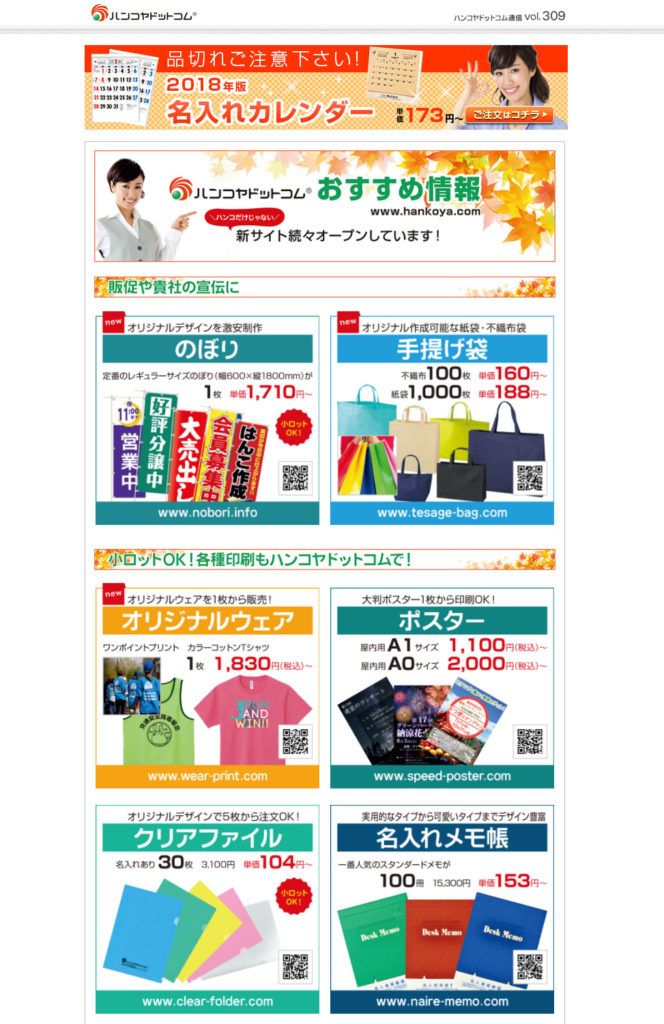 ハンコヤドットコム®
ハンコヤドットコム通信 vol.309
品切れご注意下さい!
2018年版
名入れカレンダー
単価173円～
ご注文はコチラ
ハンコヤドットコム® おすすめ情報
www.hankoya.com
ハンコだけじゃない
新サイト続々オープンしています!
販促や貴社の宣伝に
new オリジナルデザインを激安制作
のぼり
定番のレギュラーサイズのぼり(幅600×縦1800mm)が
1枚 単価1,710円～
11:00
営業中
好評分譲中
大売出し
会員募集中
はんこ作成
小ロットOK!
www.nobori.info
new オリジナル作成可能な紙袋・不織布袋
手提げ袋
不織布100枚 単価160円～
紙袋1,000枚 単価188円～
www.tesage-bag.com
小ロットOK!各種印刷もハンコヤドットコムで!
new オリジナルウェアを1枚から販売!
オリジナルウェア
ワンポイントプリント カラーコットンTシャツ
1枚 1,830円(税込)～
AND
WIN!!
www.wear-print.com
大判ポスター1枚から印刷OK!
ポスター
屋内用A1サイズ 1,100円(税込)～
屋内用A0サイズ 2,000円(税込)～
第17回
納涼花
www.speed-poster.com
オリジナルデザインで5枚から注文OK!
クリアファイル
名入れあり30枚 3,100円 単価104円～
小ロットOK!
www.clear-folder.com
実用的なタイプから可愛いタイプまでデザイン豊富
名入れメモ帳
一番人気のスタンダードメモが
100冊 15,300円 単価153円～
Desk Memo
Desk Memo
Desk Memo
www.naire-memo.com